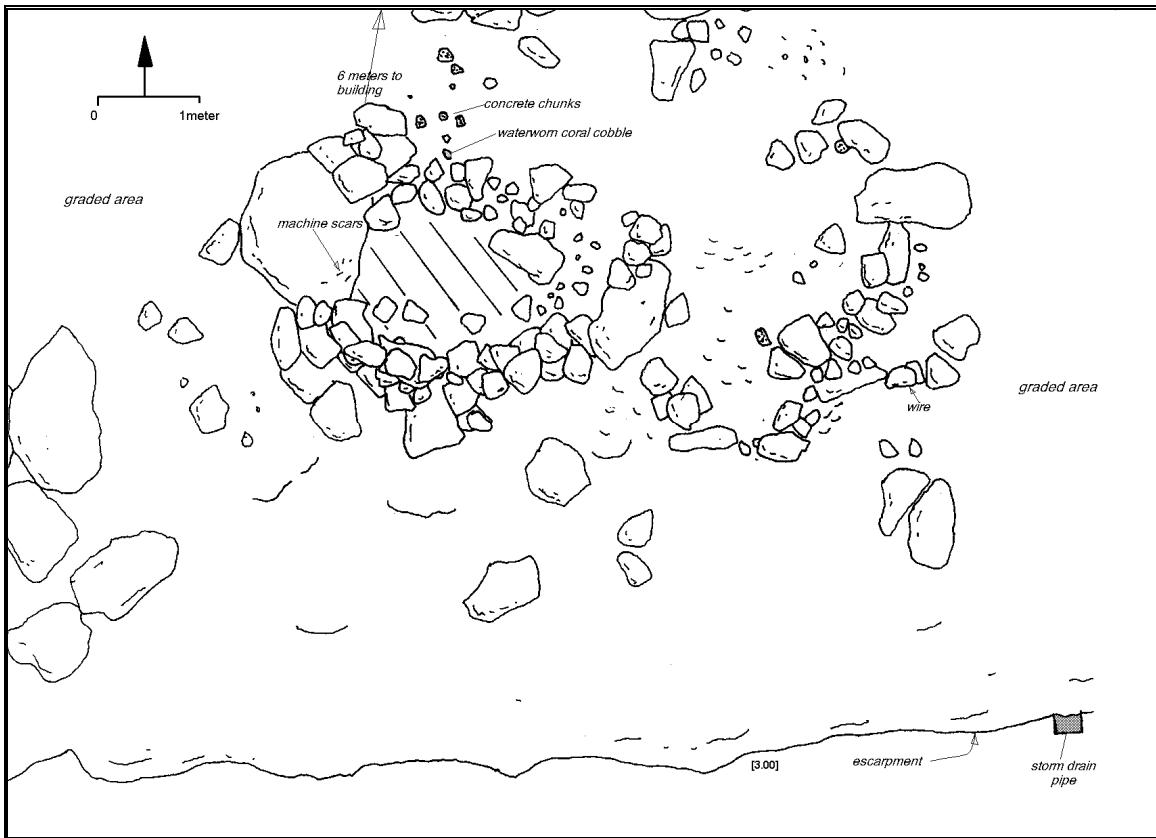 6 meters to
building
0 1meter
concrete chunks
waterworn coral cobble
graded area
machine scars
graded area
wire
[3.00]
escarpment
storm drain
pipe